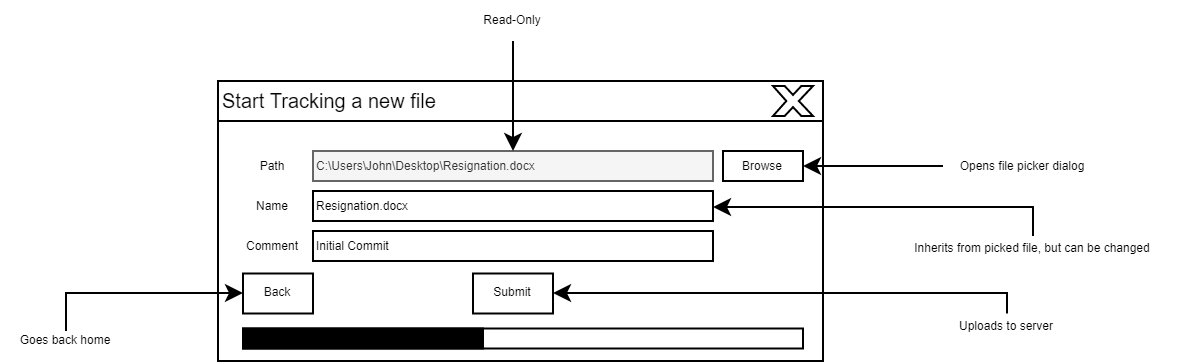 Read-Only
Start Tracking a new file
Path
C:\Users\John\Desktop\Resignation.docx
Browse
Opens file picker dialog
Name
Resignation.docx
Inherits from picked file, but can be changed
Comment
Initial Commit
Back
Submit
Goes back home
Uploads to server